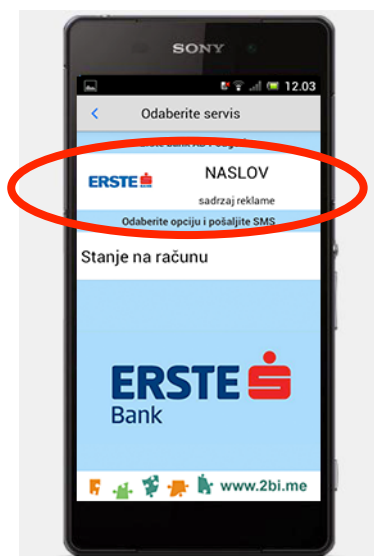 SONY
12.03
Odaberite servis
ERSTE BANK
NASLOV
sadrzaj reklame
Odaberite opciju i pošaljite SMS
Stanje na računu
ERSTE
Bank
www.2bi.me